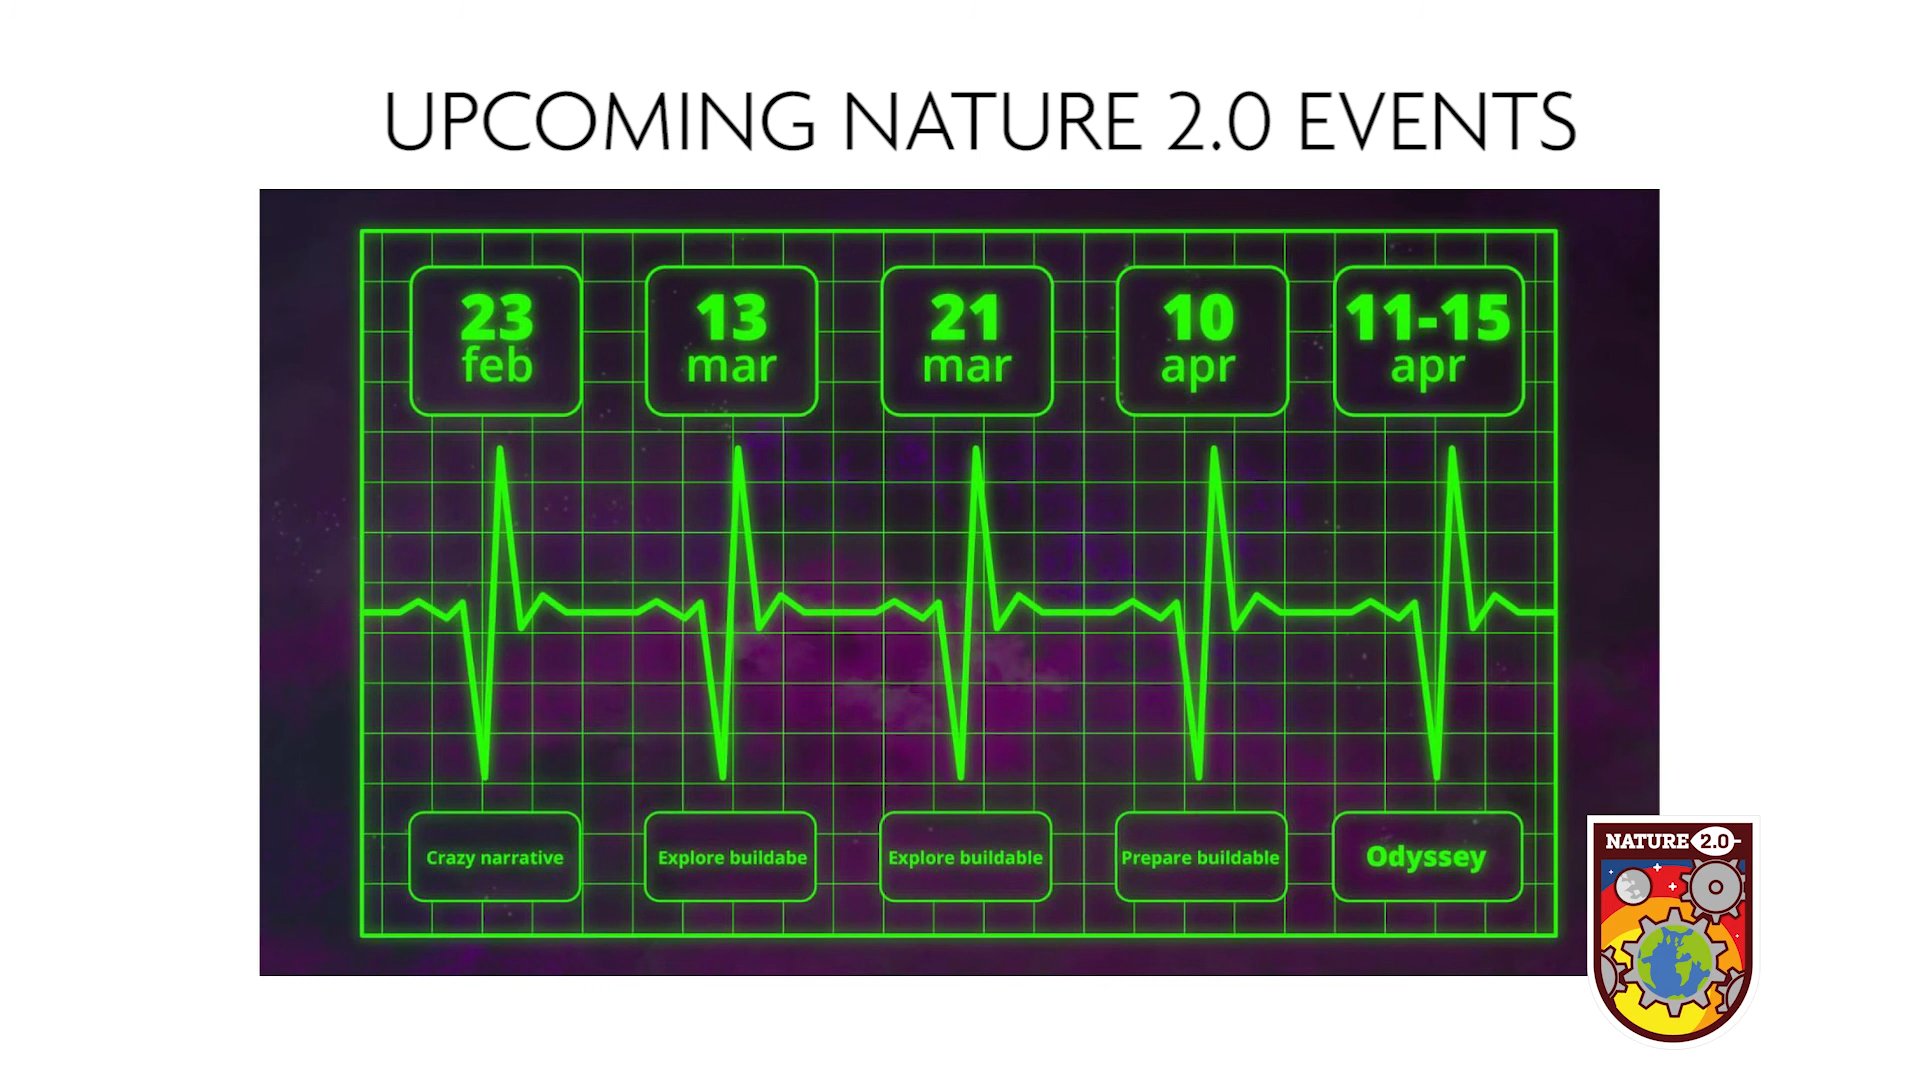 UPCOMING NATURE 2.0 EVENTS
23
feb
13
mar
21
mar
10
apr
11-15
apr
Crazy narrative
Explore buildabe
Explore buildable
Prepare buildable
Odyssey
NATURE 2.0